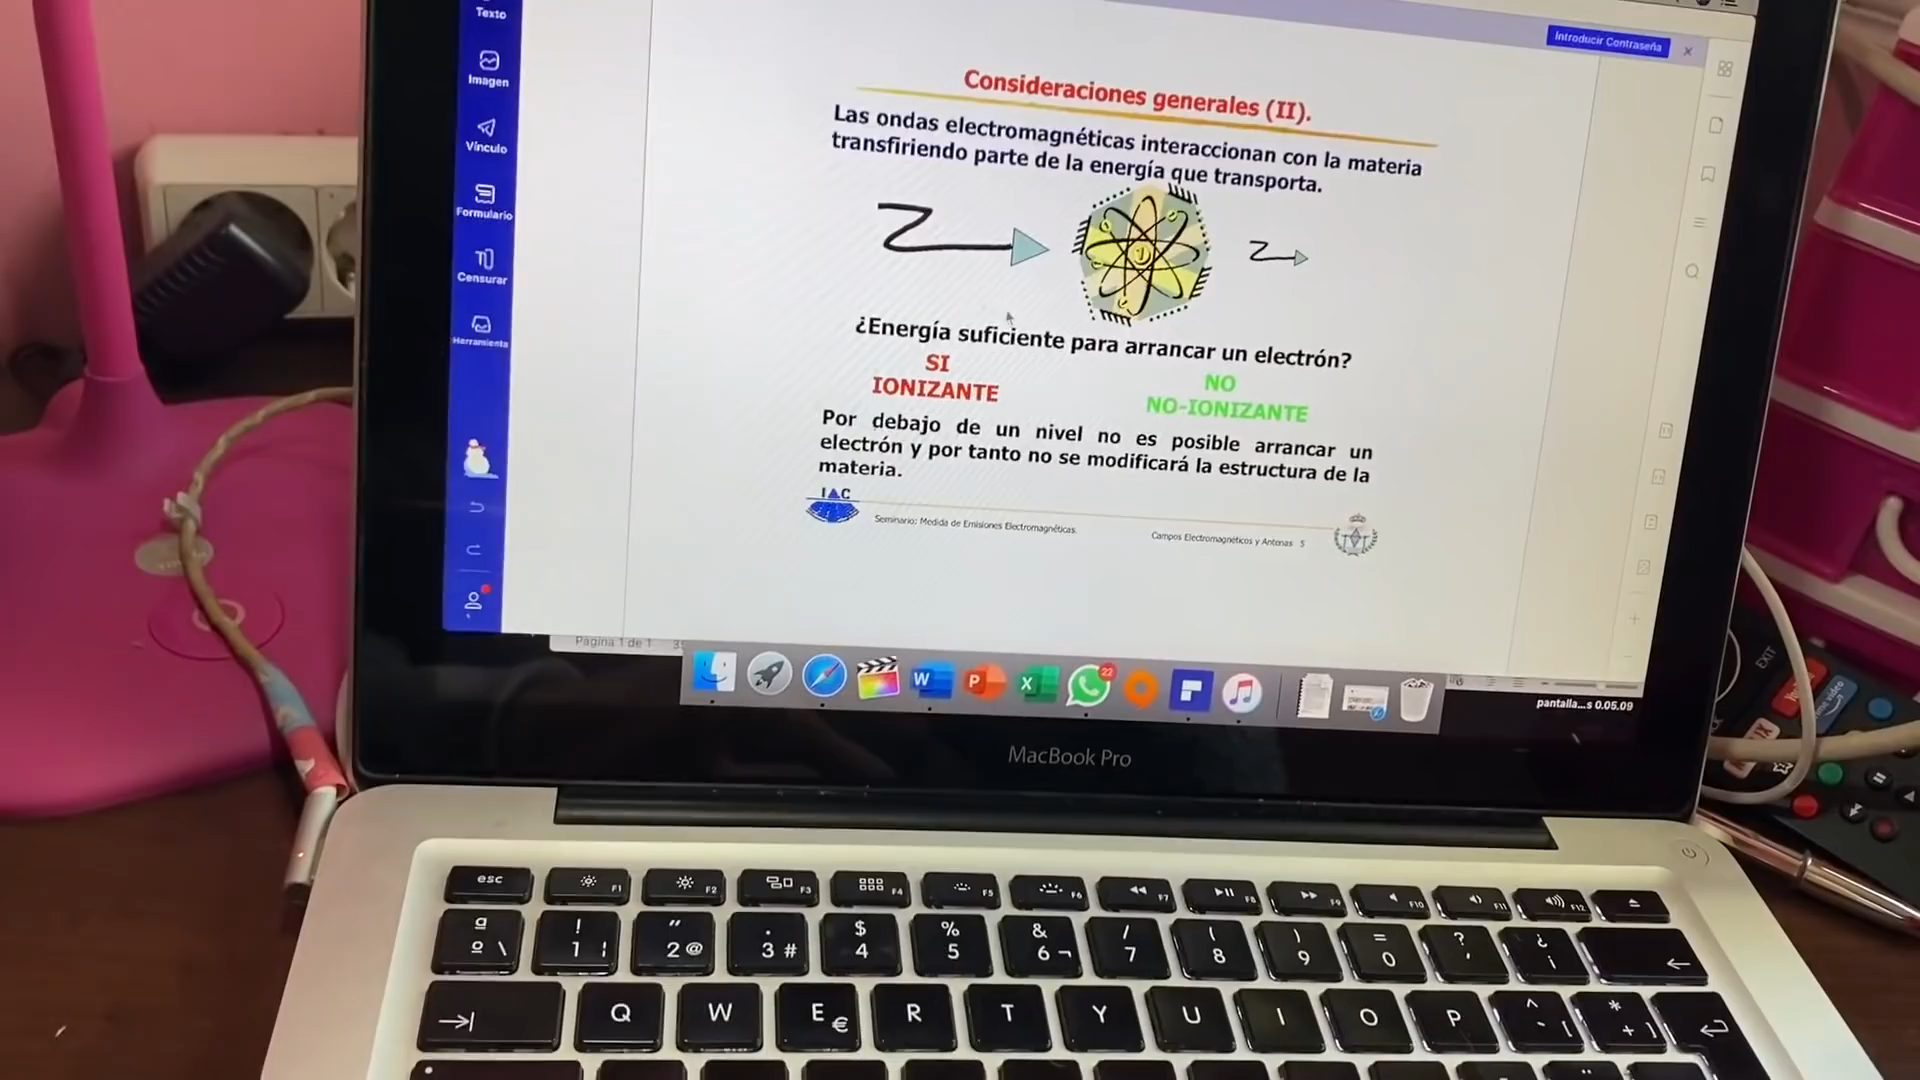 Texto
Imagen
Vínculo
Formulario
Censurar
Herramienta
Introducir Contraseña
Consideraciones generales (II).
Las ondas electromagnéticas interaccionan con la materia
transfiriendo parte de la energía que transporta.
¿Energía suficiente para arrancar un electrón?
SI
IONIZANTE
NO
NO-IONIZANTE
Por debajo de un nivel no es posible arrancar un
electrón y por tanto no se modificará la estructura de la
materia.
IAC
Seminario: Medida de Emisiones Electromagnéticas.
Campos Electromagnéticos y Antenas 5
Página 1 de 1
W
P
X
22
pantalla...s 0.05.09
MacBook Pro
EXIT
esc F1 F2 F3 F4 F5 F6 F7 F8 F9 F10 F11 F12
ª º \ ! 1 ¦ " 2 @ · 3 # $ 4 % 5 & 6 ¬ / 7 ( 8 ) 9 = 0 ? ' ¿ ¡
Q W E € R T Y U I O P ^ ` [ * + ]